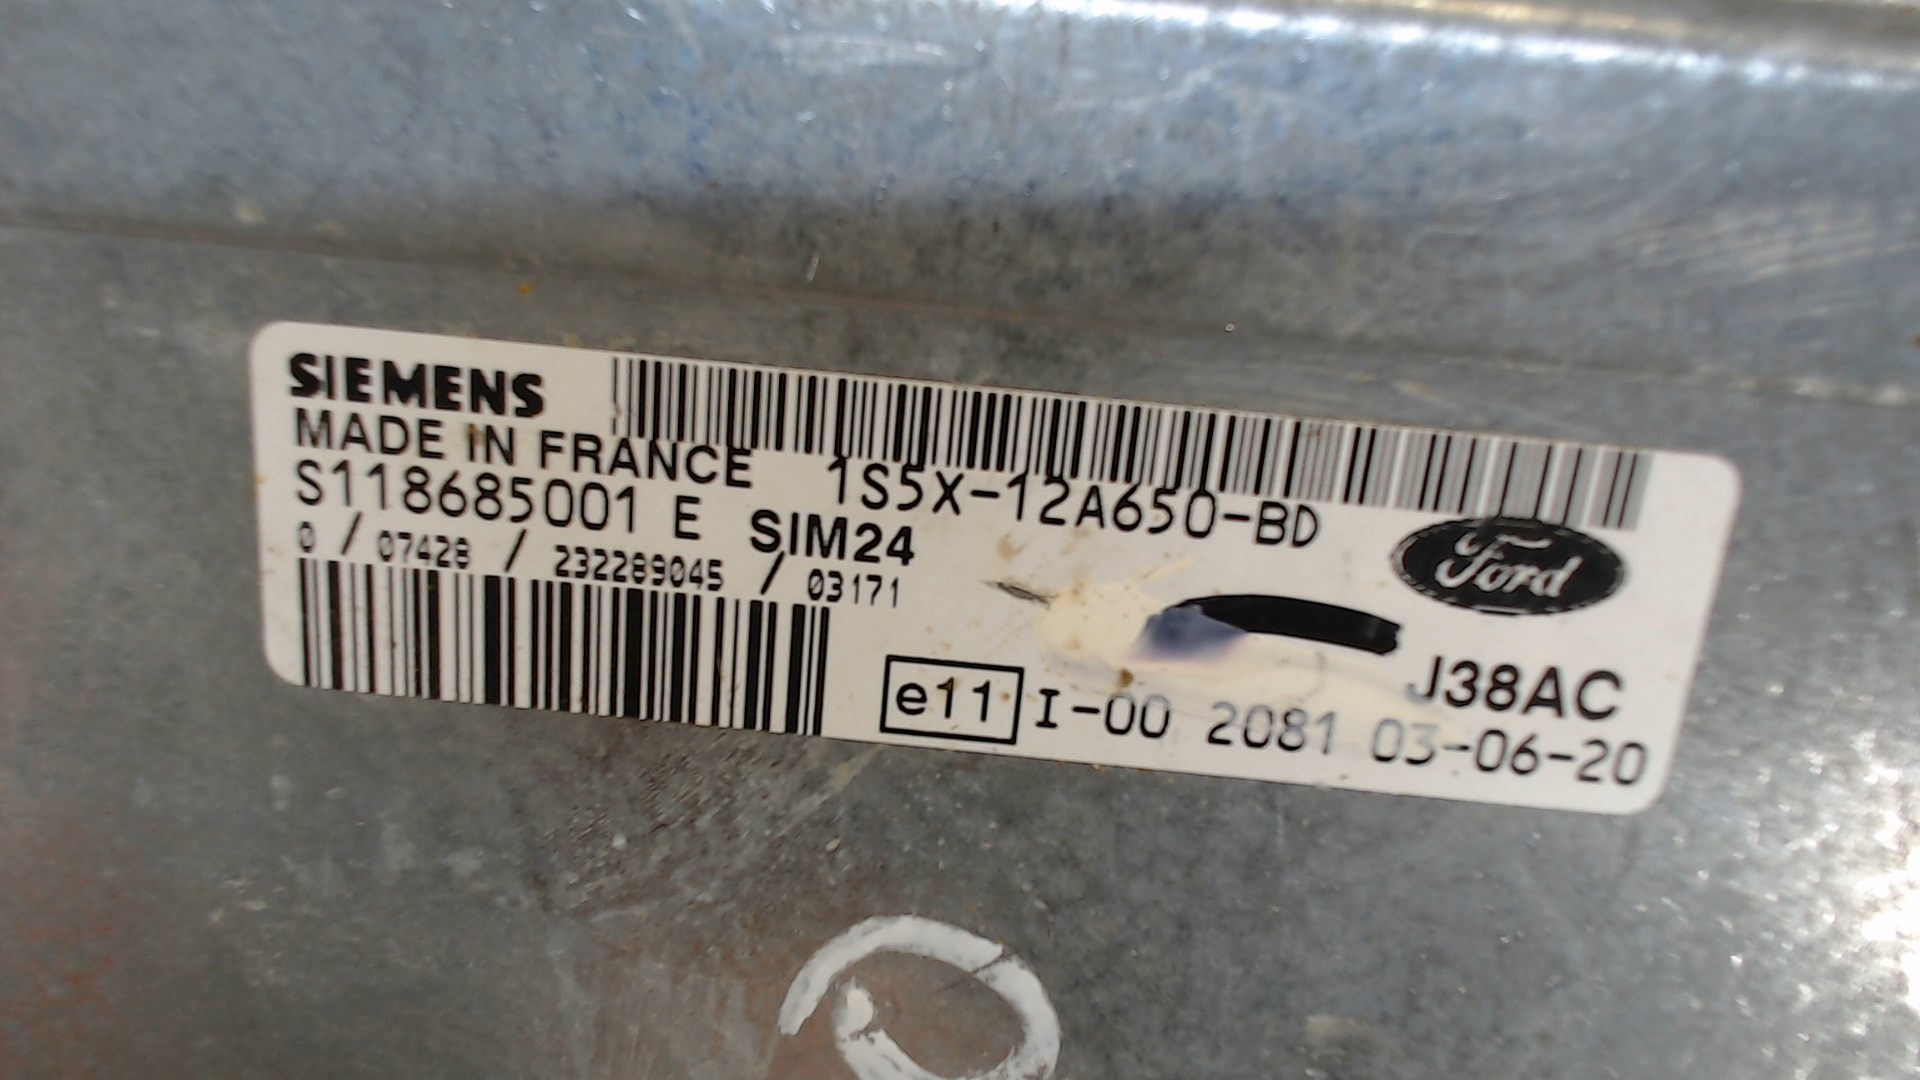 SIEMENS
MADE IN FRANCE
S118685001 E SIM24
1S5X-12A650-BD
0 / 07428 / 232289045 / 03171
Ford
J38AC
e11 I-00 2081 03-06-20